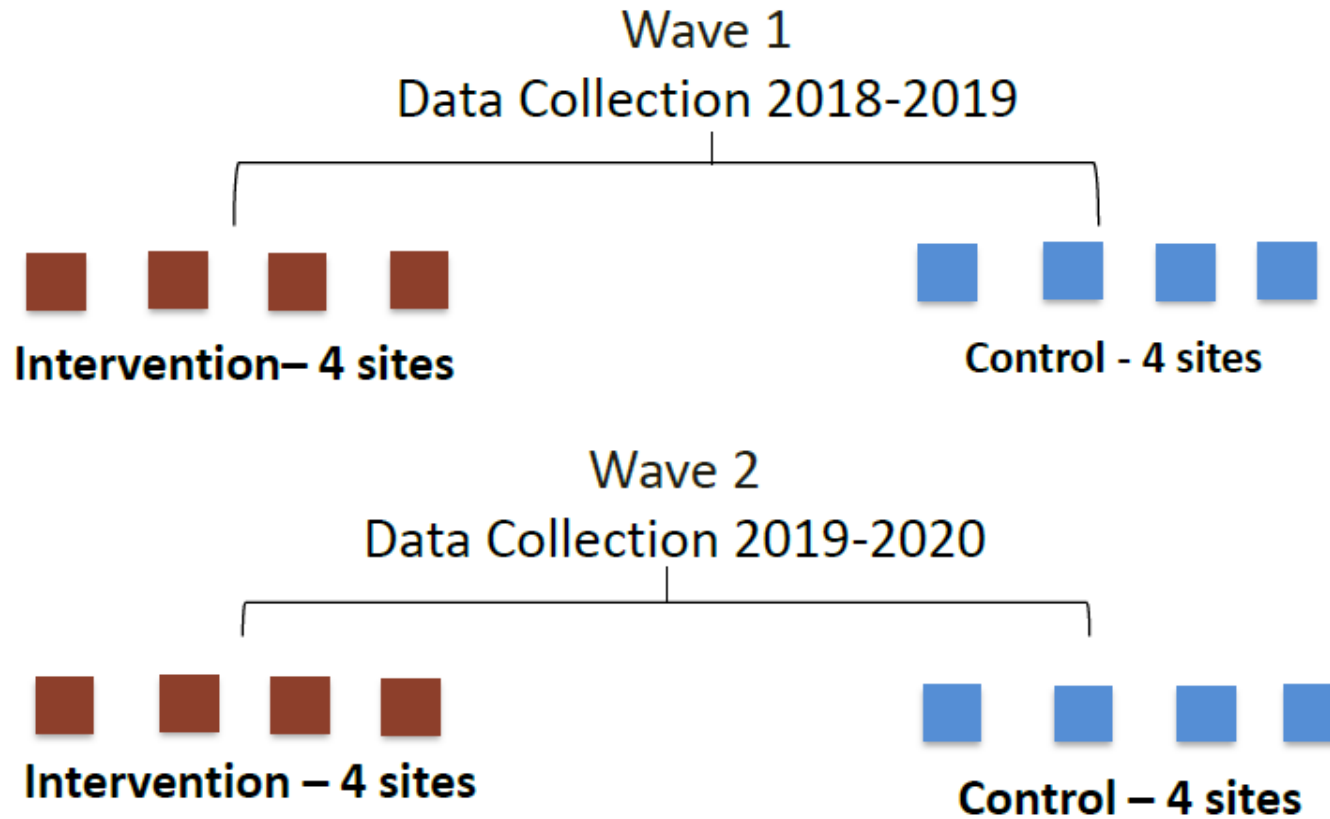 Wave 1
Data Collection 2018-2019
Intervention– 4 sites
Control - 4 sites
Wave 2
Data Collection 2019-2020
Intervention – 4 sites
Control – 4 sites